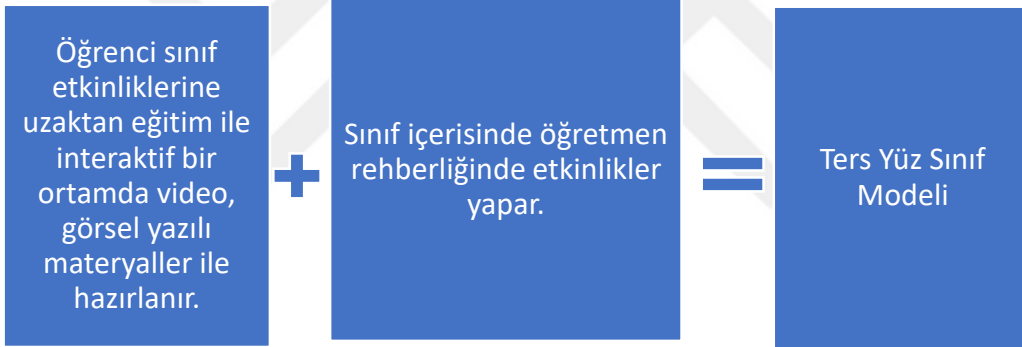 Öğrenci sınıf
etkinliklerine
uzaktan eğitim ile
interaktif bir
ortamda video,
görsel yazılı
materyaller ile
hazırlanır.
Sınıf içerisinde öğretmen
rehberliğinde etkinlikler
yapar.
Ters Yüz Sınıf
Modeli